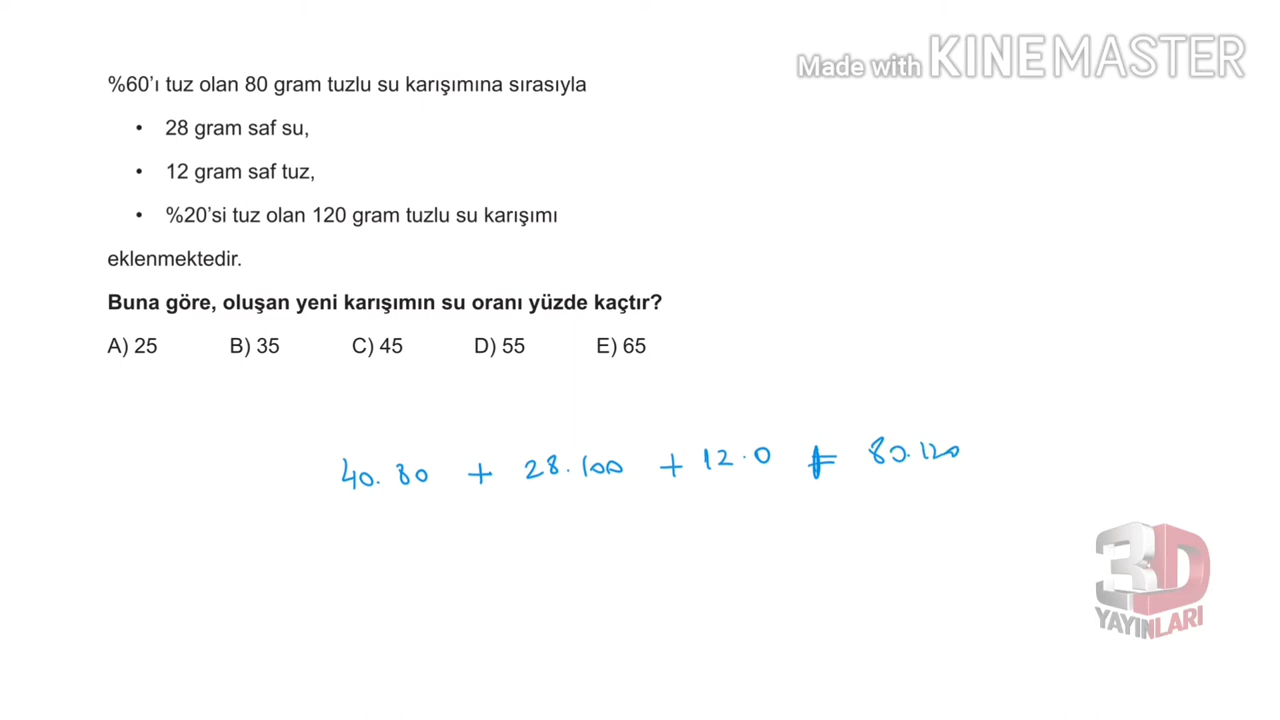 Made with KINEMASTER
%60’ı tuz olan 80 gram tuzlu su karışımına sırasıyla
• 28 gram saf su,
• 12 gram saf tuz,
• %20’si tuz olan 120 gram tuzlu su karışımı
eklenmektedir.
Buna göre, oluşan yeni karışımın su oranı yüzde kaçtır?
A) 25 B) 35 C) 45 D) 55 E) 65
40.80 + 28.100 + 12.0 + 80.120
3D
YAYINLARI